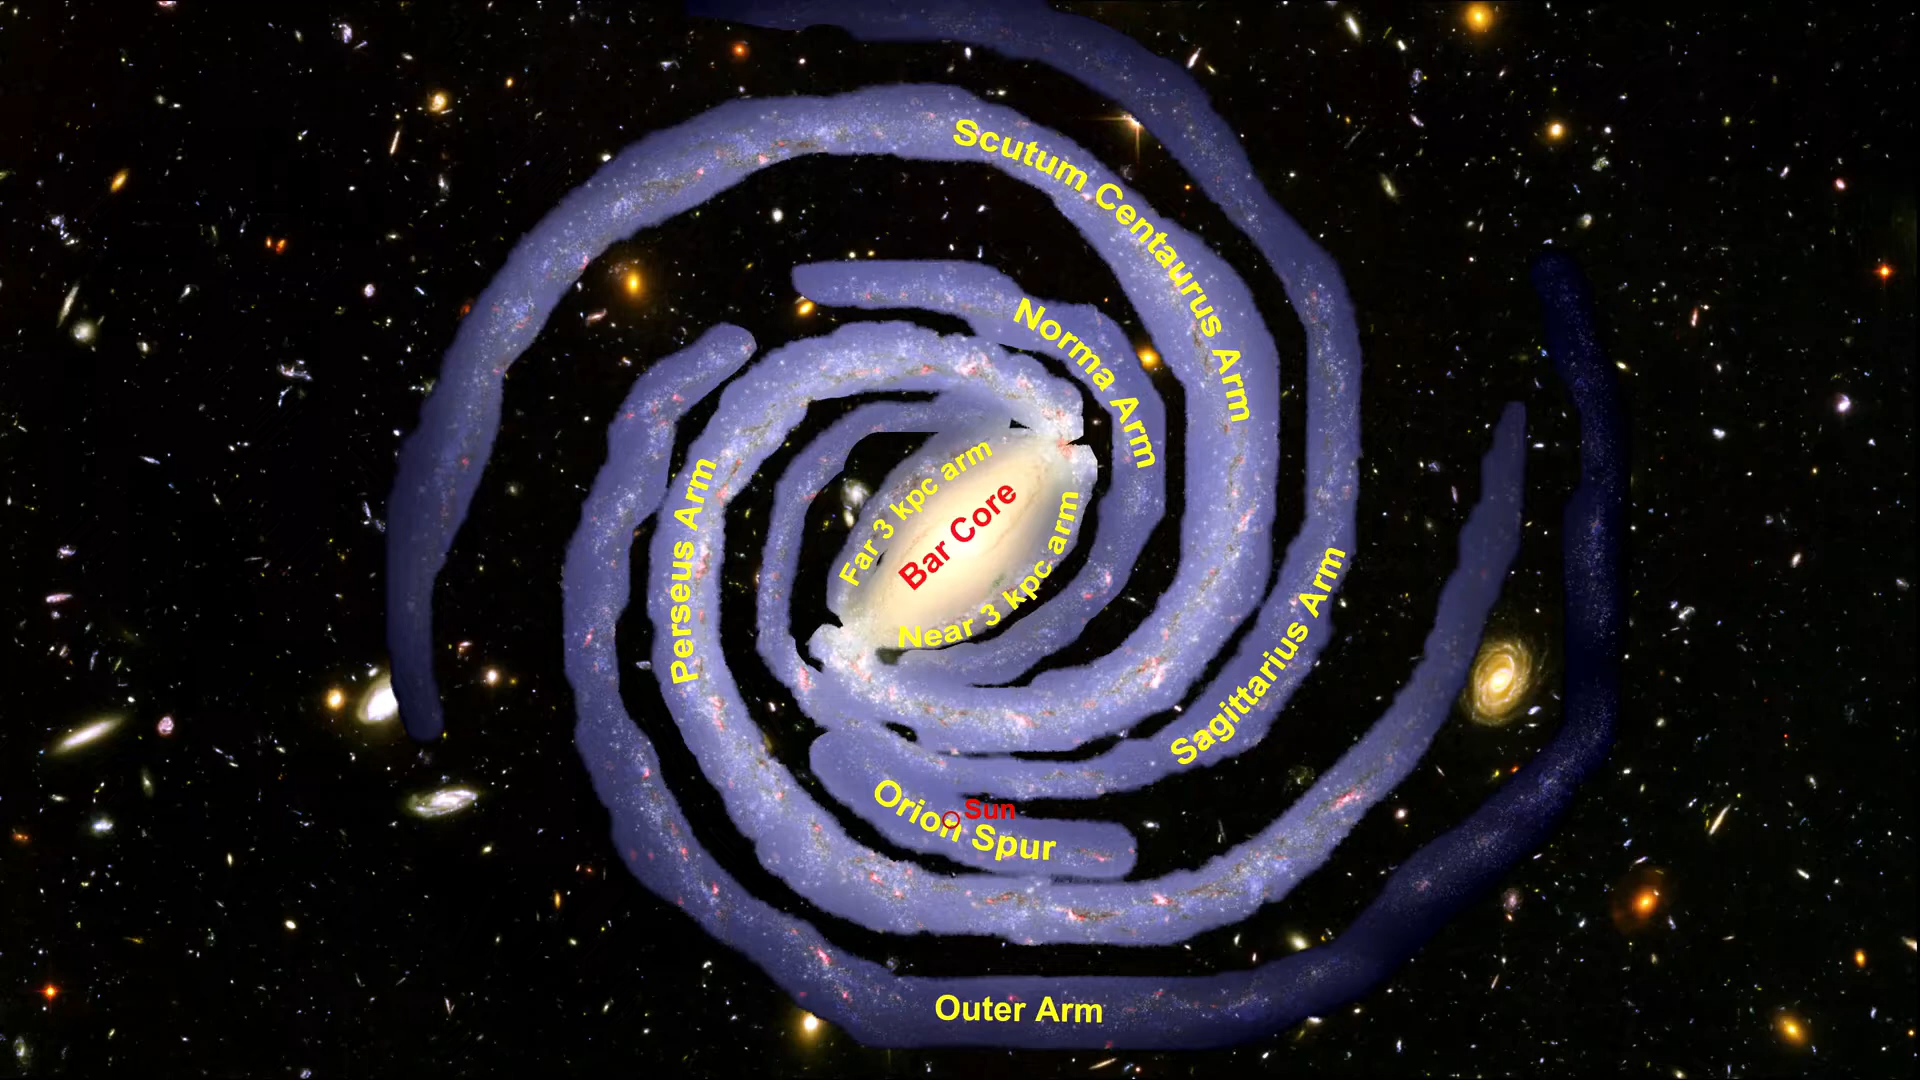 Scutum Centaurus Arm
Norma Arm
Far 3 kpc arm
Bar Core
Perseus Arm
Near 3 kpc arm
Sagittarius Arm
Sun
Orion Spur
Outer Arm